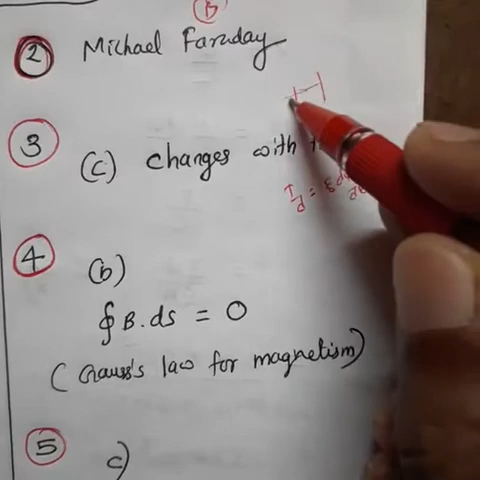 B
2 Michael Faraday
3 (C) changes with
4 (b)
∮ B. ds = 0
(Gauss's law for magnetism)
5 c)